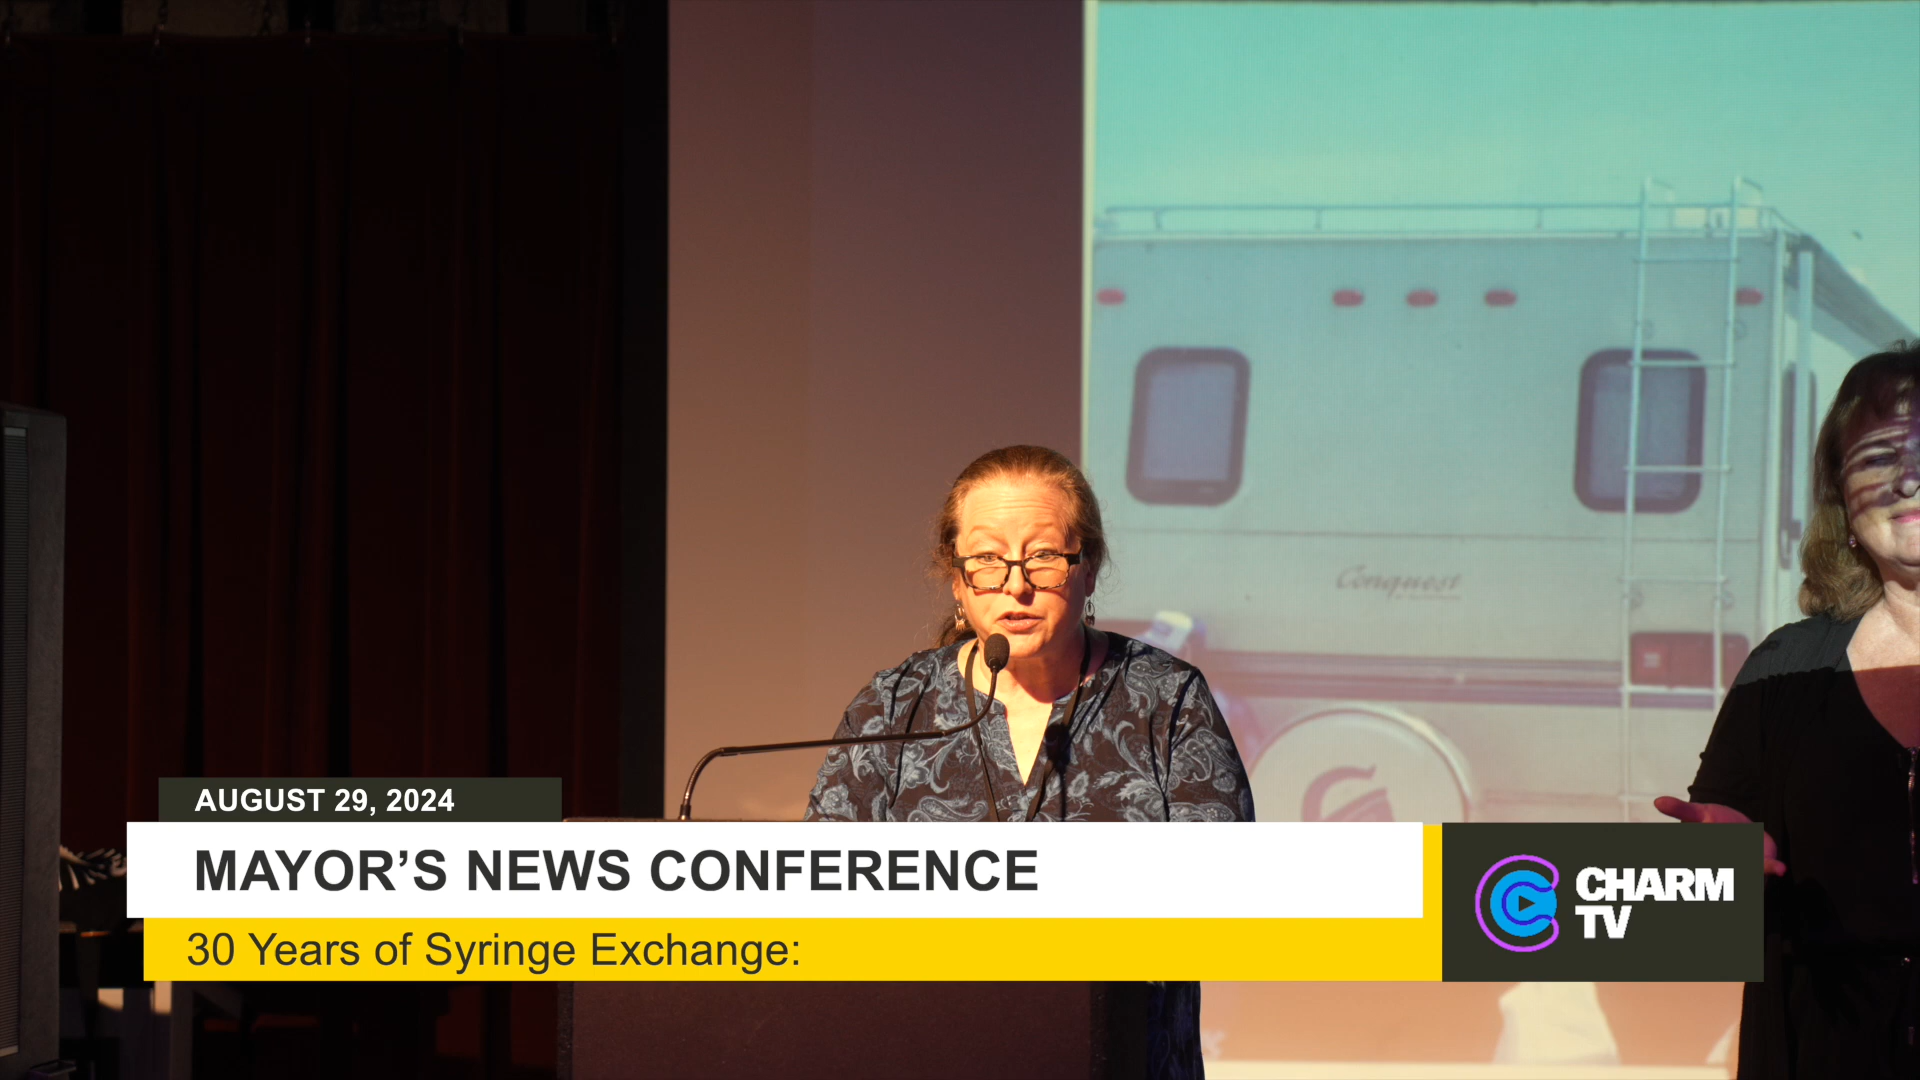 Conquest
AUGUST 29, 2024
MAYOR'S NEWS CONFERENCE
30 Years of Syringe Exchange:
CHARM
TV